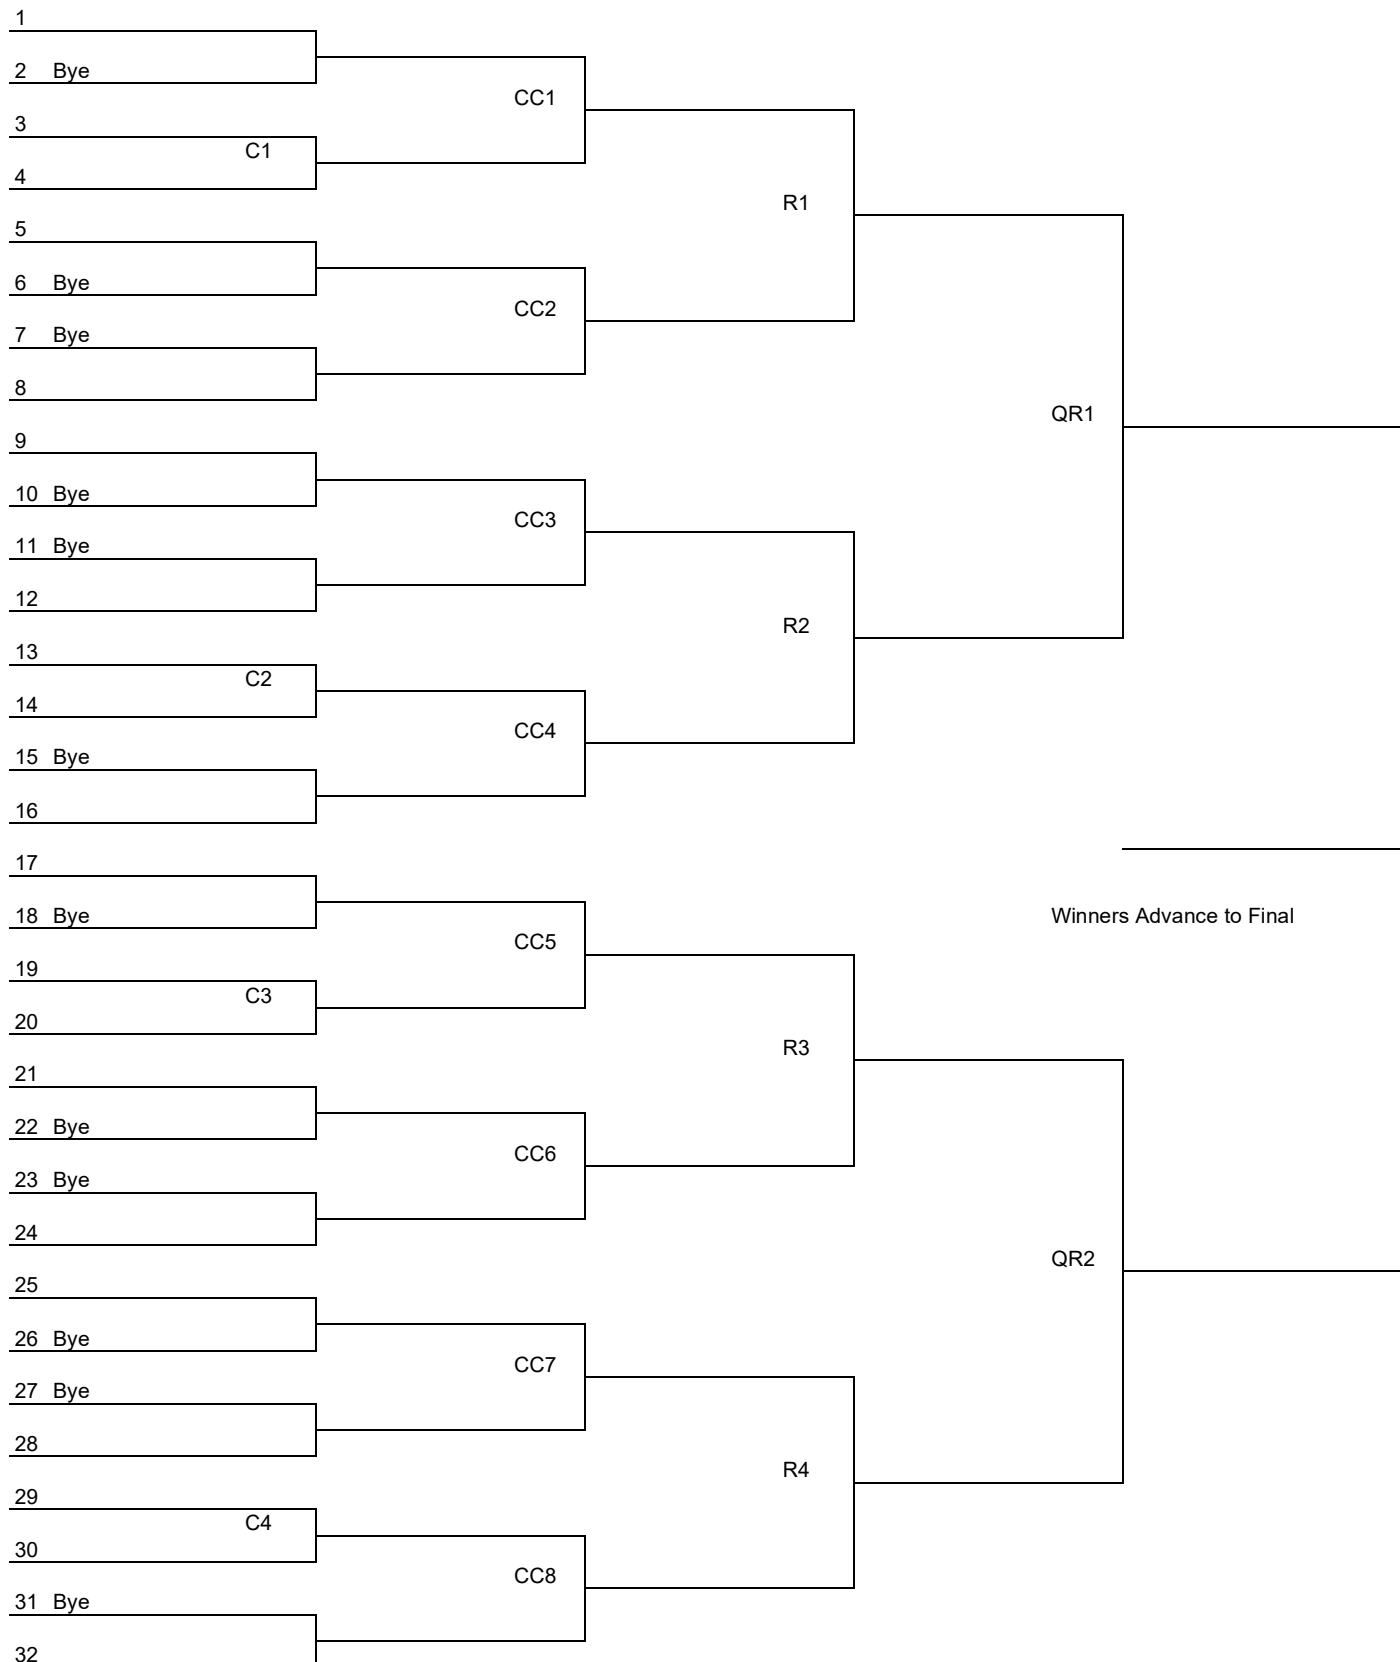 1
2 Bye
CC1
3
C1
4
R1
5
6 Bye
CC2
7 Bye
8
QR1
9
10 Bye
CC3
11 Bye
12
R2
13
C2
14
CC4
15 Bye
16
17
18 Bye
Winners Advance to Final
CC5
19
C3
20
R3
21
22 Bye
CC6
23 Bye
24
QR2
25
26 Bye
CC7
27 Bye
28
R4
29
C4
30
CC8
31 Bye
32